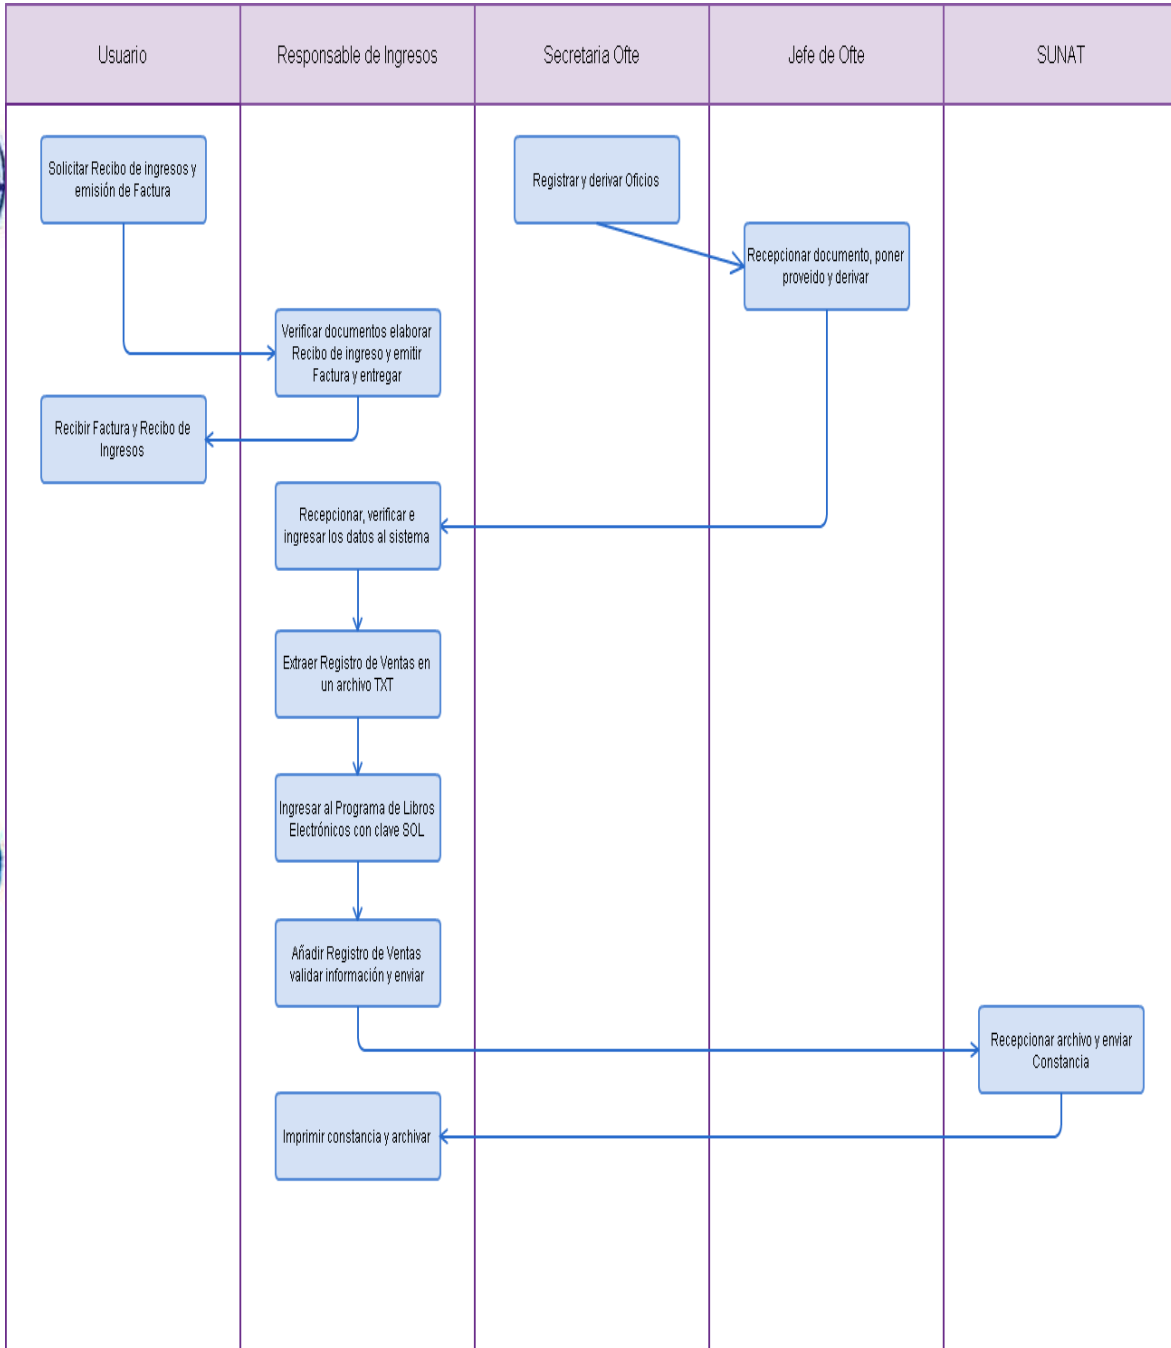 Usuario
Responsable de Ingresos
Secretaria Ofte
Jefe de Ofte
SUNAT
Solicitar Recibo de ingresos y
emisión de Factura
Registrar y derivar Oficios
Recepcionar documento, poner
proveido y derivar
Verificar documentos elaborar
Recibo de ingreso y emitir
Factura y entregar
Recibir Factura y Recibo de
Ingresos
Recepcionar, verificar e
ingresar los datos al sistema
Extraer Registro de Ventas en
un archivo TXT
Ingresar al Programa de Libros
Electrónicos con clave SOL
Añadir Registro de Ventas
validar información y enviar
Recepcionar archivo y enviar
Constancia
Imprimir constancia y archivar